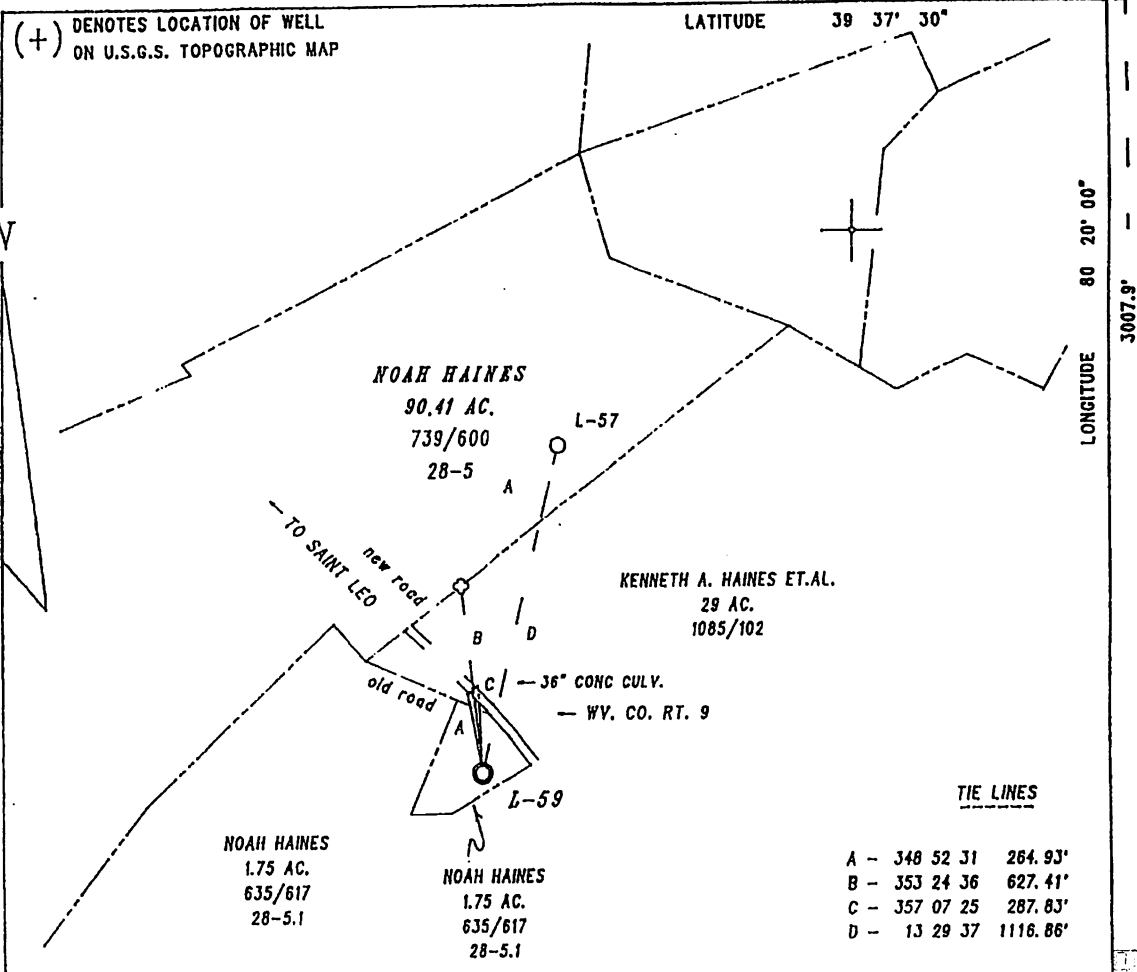 (+) DENOTES LOCATION OF WELL
ON U.S.G.S. TOPOGRAPHIC MAP
LATITUDE 39 37' 30"
LONGITUDE 80 20' 00"
3007.9'
NOAH HAINES
90.41 AC.
739/600
28-5
L-57
A
← TO SAINT LEO
new road
KENNETH A. HAINES ET.AL.
29 AC.
1085/102
B
D
old road
C
← 36" CONC CULV.
← WV. CO. RT. 9
A
L-59
NOAH HAINES
1.75 AC.
635/617
28-5.1
NOAH HAINES
1.75 AC.
635/617
28-5.1
TIE LINES
A - 348 52 31 264.93'
B - 353 24 36 627.41'
C - 357 07 25 287.83'
D - 13 29 37 1116.86'